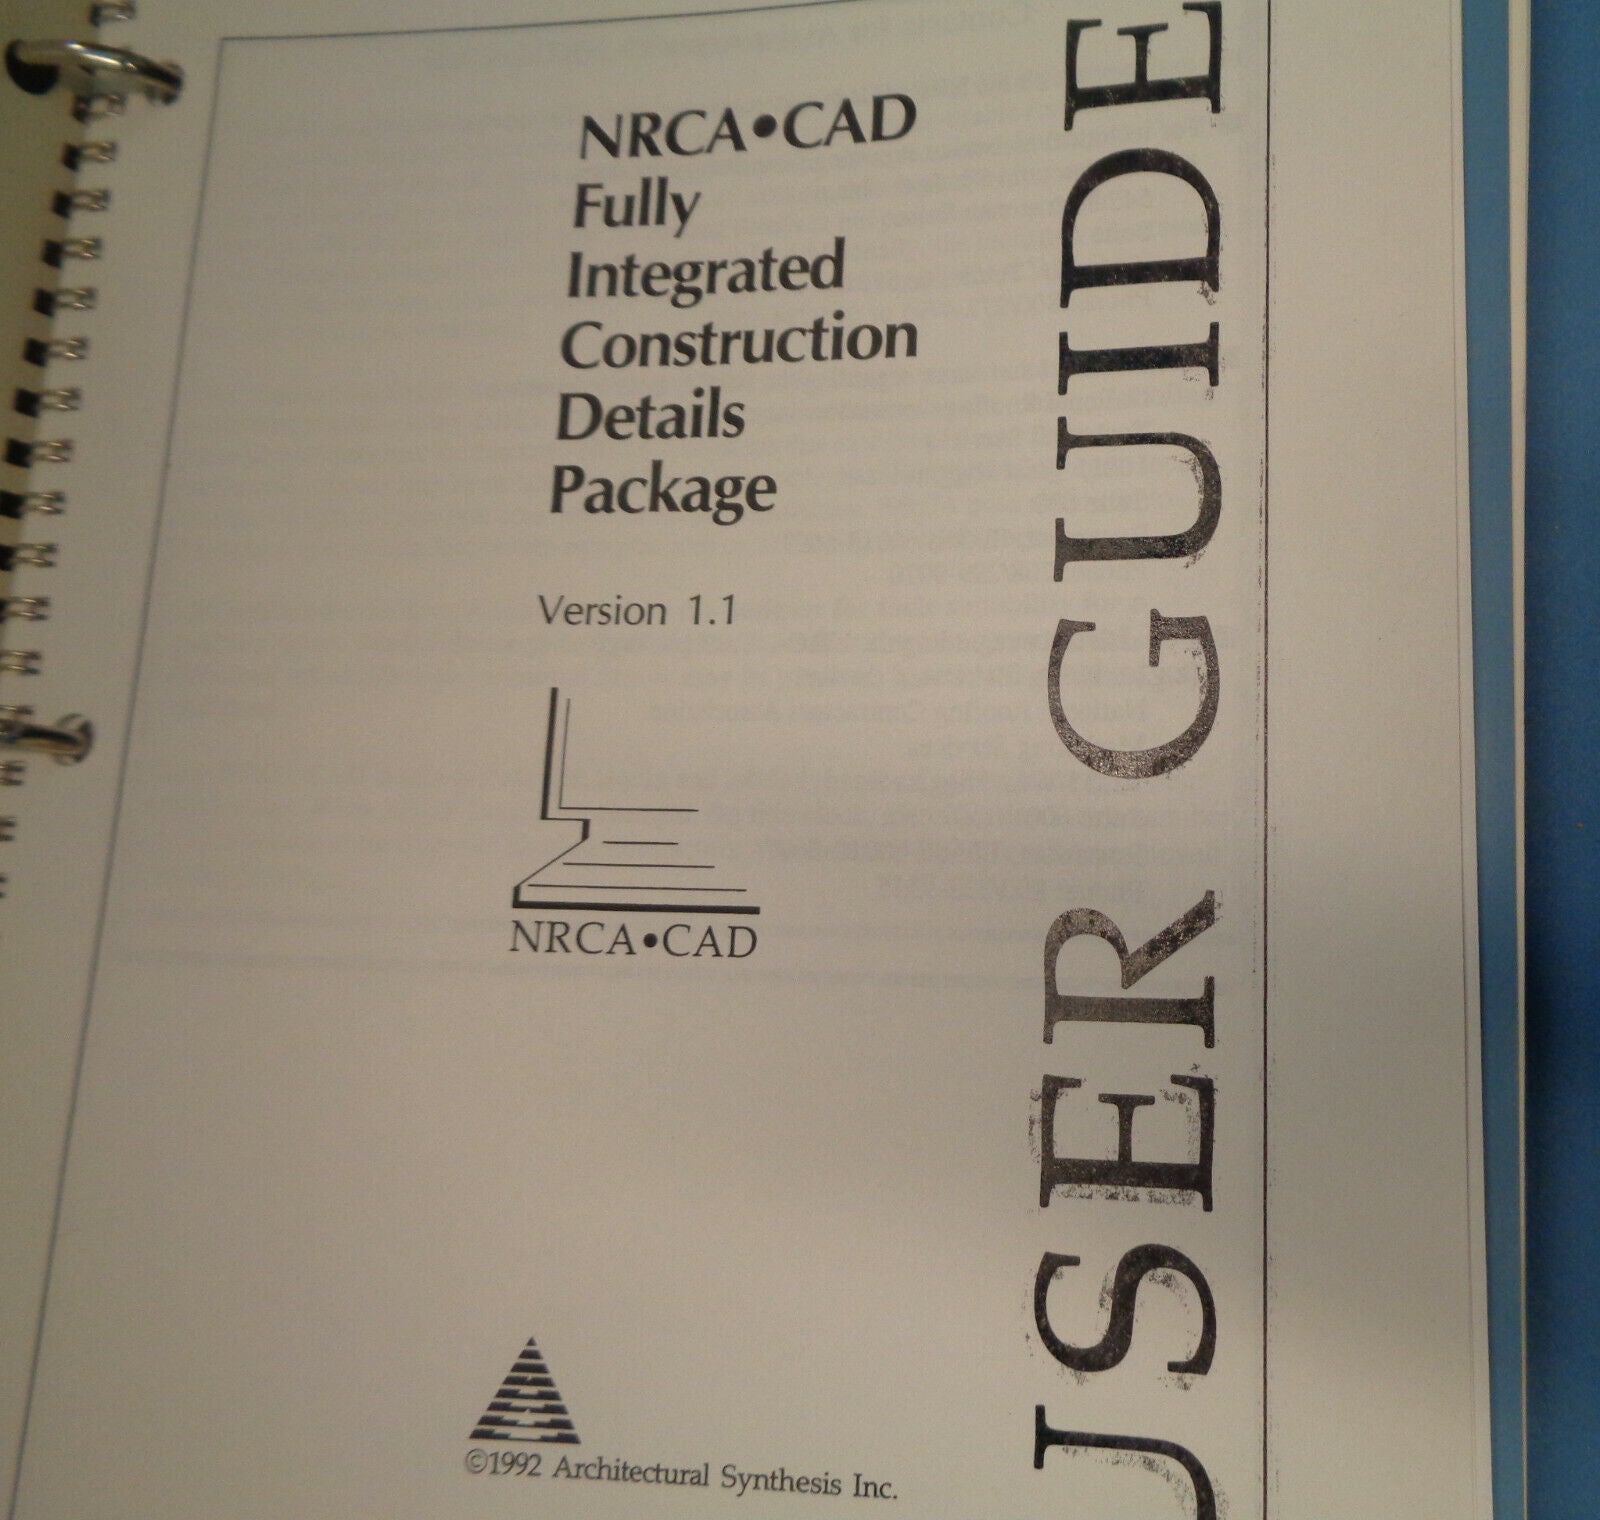 NRCA•CAD
Fully
Integrated
Construction
Details
Package
Version 1.1
NRCA•CAD
©1992 Architectural Synthesis Inc.
USER GUIDE